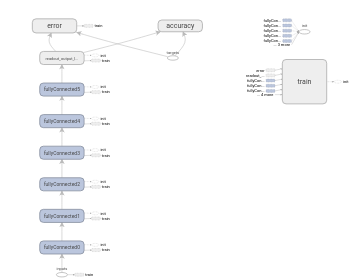 error
train
accuracy
targets
readout_output_l...
init
train
fullyConnected5
init
train
fullyConnected4
init
train
fullyConnected3
init
train
fullyConnected2
init
train
fullyConnected1
init
train
fullyConnected0
init
train
inputs
train
fullyCon...
fullyCon...
fullyCon...
fullyCon...
fullyCon...
... 3 more
init
error
readout_...
fullyCon...
fullyCon...
fullyCon...
... 4 more
train
init